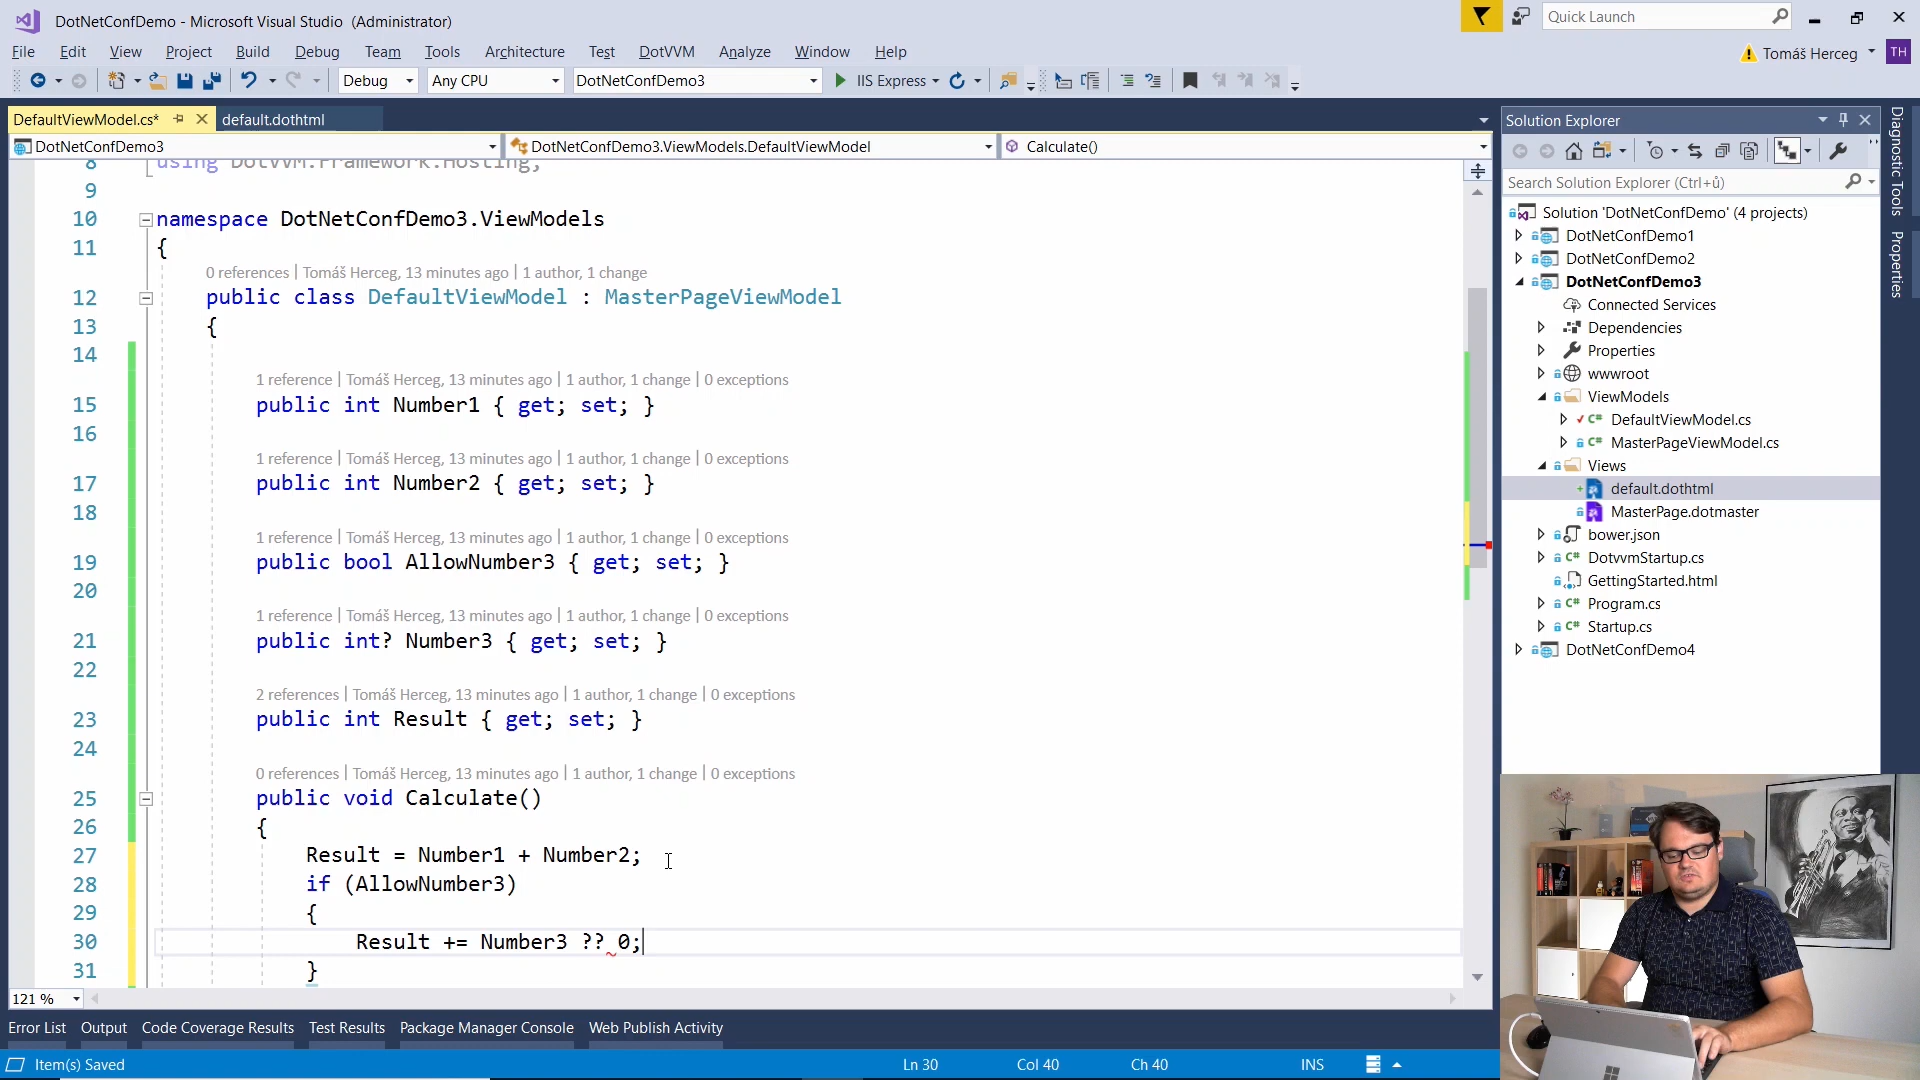 DotNetConfDemo - Microsoft Visual Studio (Administrator)
Quick Launch
File Edit View Project Build Debug Team Tools Architecture Test DotVVM Analyze Window Help
Tomáš Herceg TH
Debug Any CPU DotNetConfDemo3 IIS Express
DefaultViewModel.cs* default.dothtml
DotNetConfDemo3 DotNetConfDemo3.ViewModels.DefaultViewModel Calculate()
8 using DotVVM.Framework.Hosting;
9
10 namespace DotNetConfDemo3.ViewModels
11 {
0 references | Tomáš Herceg, 13 minutes ago | 1 author, 1 change
12 public class DefaultViewModel : MasterPageViewModel
13 {
14
1 reference | Tomáš Herceg, 13 minutes ago | 1 author, 1 change | 0 exceptions
15 public int Number1 { get; set; }
16
1 reference | Tomáš Herceg, 13 minutes ago | 1 author, 1 change | 0 exceptions
17 public int Number2 { get; set; }
18
1 reference | Tomáš Herceg, 13 minutes ago | 1 author, 1 change | 0 exceptions
19 public bool AllowNumber3 { get; set; }
20
1 reference | Tomáš Herceg, 13 minutes ago | 1 author, 1 change | 0 exceptions
21 public int? Number3 { get; set; }
22
2 references | Tomáš Herceg, 13 minutes ago | 1 author, 1 change | 0 exceptions
23 public int Result { get; set; }
24
0 references | Tomáš Herceg, 13 minutes ago | 1 author, 1 change | 0 exceptions
25 public void Calculate()
26 {
27 Result = Number1 + Number2;
28 if (AllowNumber3)
29 {
30 Result += Number3 ?? 0;
31 }
121 %
Error List Output Code Coverage Results Test Results Package Manager Console Web Publish Activity
Item(s) Saved Ln 30 Col 40 Ch 40 INS
Solution Explorer
Search Solution Explorer (Ctrl+ů)
Solution 'DotNetConfDemo' (4 projects)
DotNetConfDemo1
DotNetConfDemo2
DotNetConfDemo3
Connected Services
Dependencies
Properties
wwwroot
ViewModels
C# DefaultViewModel.cs
C# MasterPageViewModel.cs
Views
default.dothtml
MasterPage.dotmaster
bower.json
C# DotvvmStartup.cs
GettingStarted.html
C# Program.cs
C# Startup.cs
DotNetConfDemo4
Diagnostic Tools
Properties